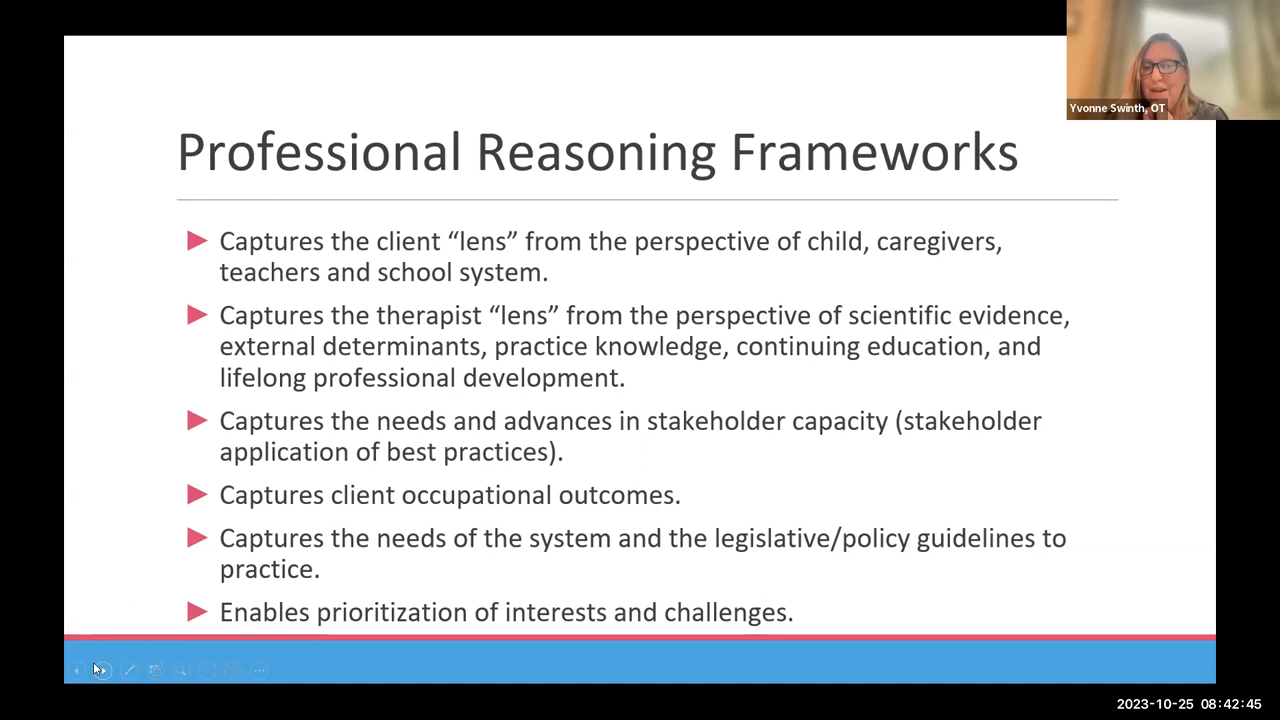 Yvonne Swinth, OT
Professional Reasoning Frameworks
Captures the client “lens” from the perspective of child, caregivers,
teachers and school system.
Captures the therapist “lens” from the perspective of scientific evidence,
external determinants, practice knowledge, continuing education, and
lifelong professional development.
Captures the needs and advances in stakeholder capacity (stakeholder
application of best practices).
Captures client occupational outcomes.
Captures the needs of the system and the legislative/policy guidelines to
practice.
Enables prioritization of interests and challenges.
2023-10-25 08:42:45